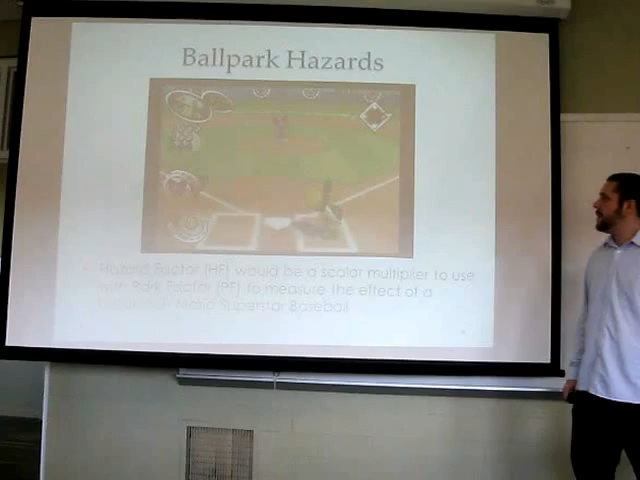 Ballpark Hazards
Hazard Factor (HF) would be a scalar multiplier to use
with Park Factor (PF) to measure the effect of a
Mario Superstar Baseball